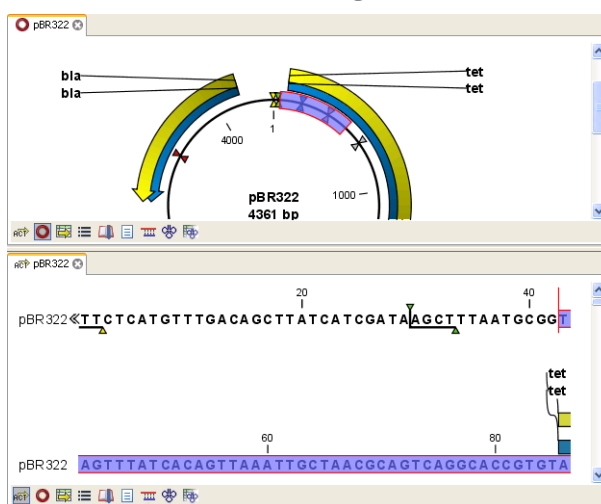 pBR322
bla
bla
tet
tet
4000
1
1000
pBR322
4361 bp
ACT
pBR322
20
40
pBR322 TTCTCATGTTTGACAGCTTATCATCGATAAGCTTTAATGCGGT
tet
tet
60
80
pBR322 AGTTTATCACAGTTAAATTGCTAACGCAGTCAGGCACCGTGTA